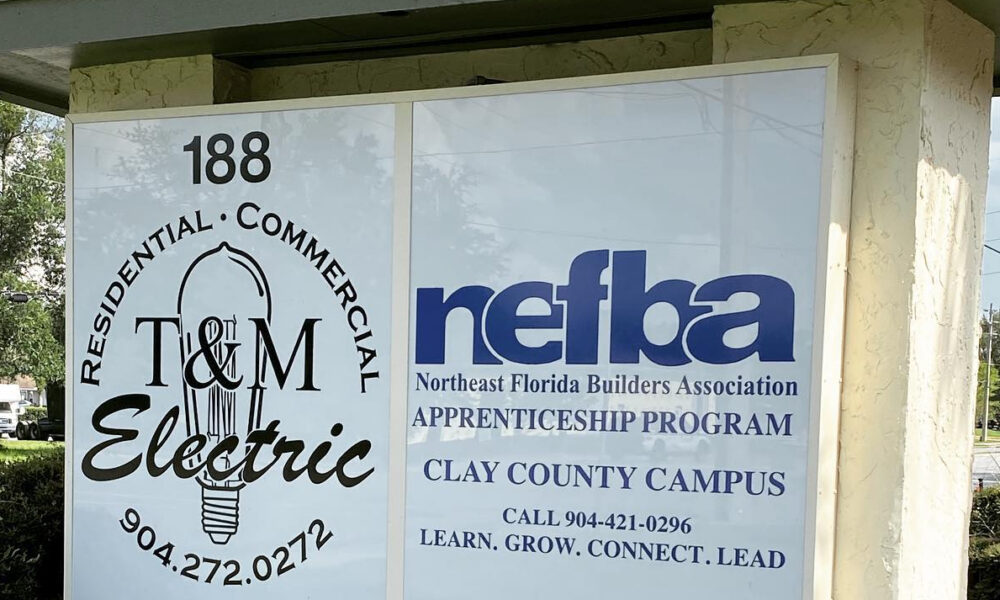 188
RESIDENTIAL · COMMERCIAL
T&M
Electric
904.272.0272
nefba
Northeast Florida Builders Association
APPRENTICESHIP PROGRAM
CLAY COUNTY CAMPUS
CALL 904-421-0296
LEARN. GROW. CONNECT. LEAD